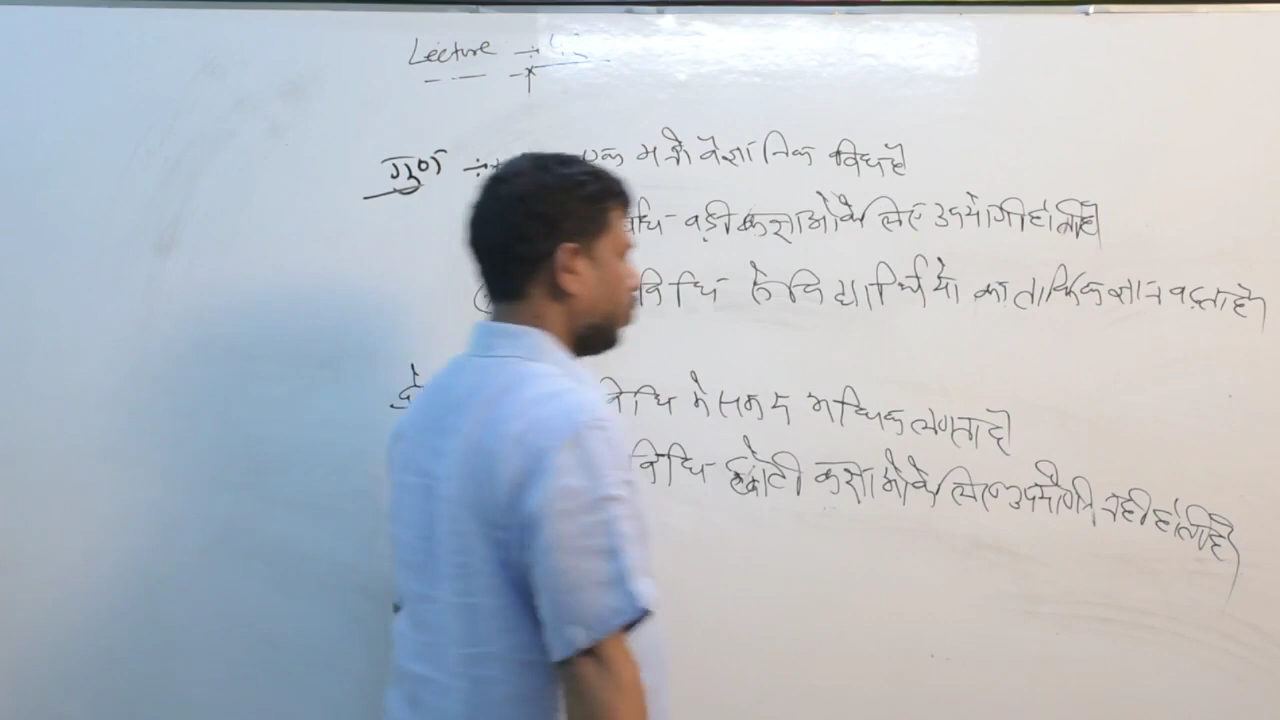 Lecture
गुण ÷ एक मनोवैज्ञानिक विधि है
विधि - बड़ी कक्षाओं के लिए उपयोगी होती है
विधि से विद्यार्थियों का तार्किक ज्ञान बढ़ता है
विधि में समय अधिक लगता है
विधि - छोटी कक्षाओं के लिए उपयोगी नहीं होती है